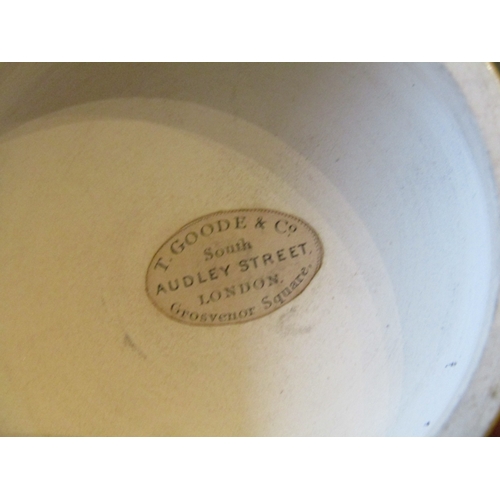 T. GOODE & Co.
South
AUDLEY STREET.
LONDON.
Grosvenor Square.